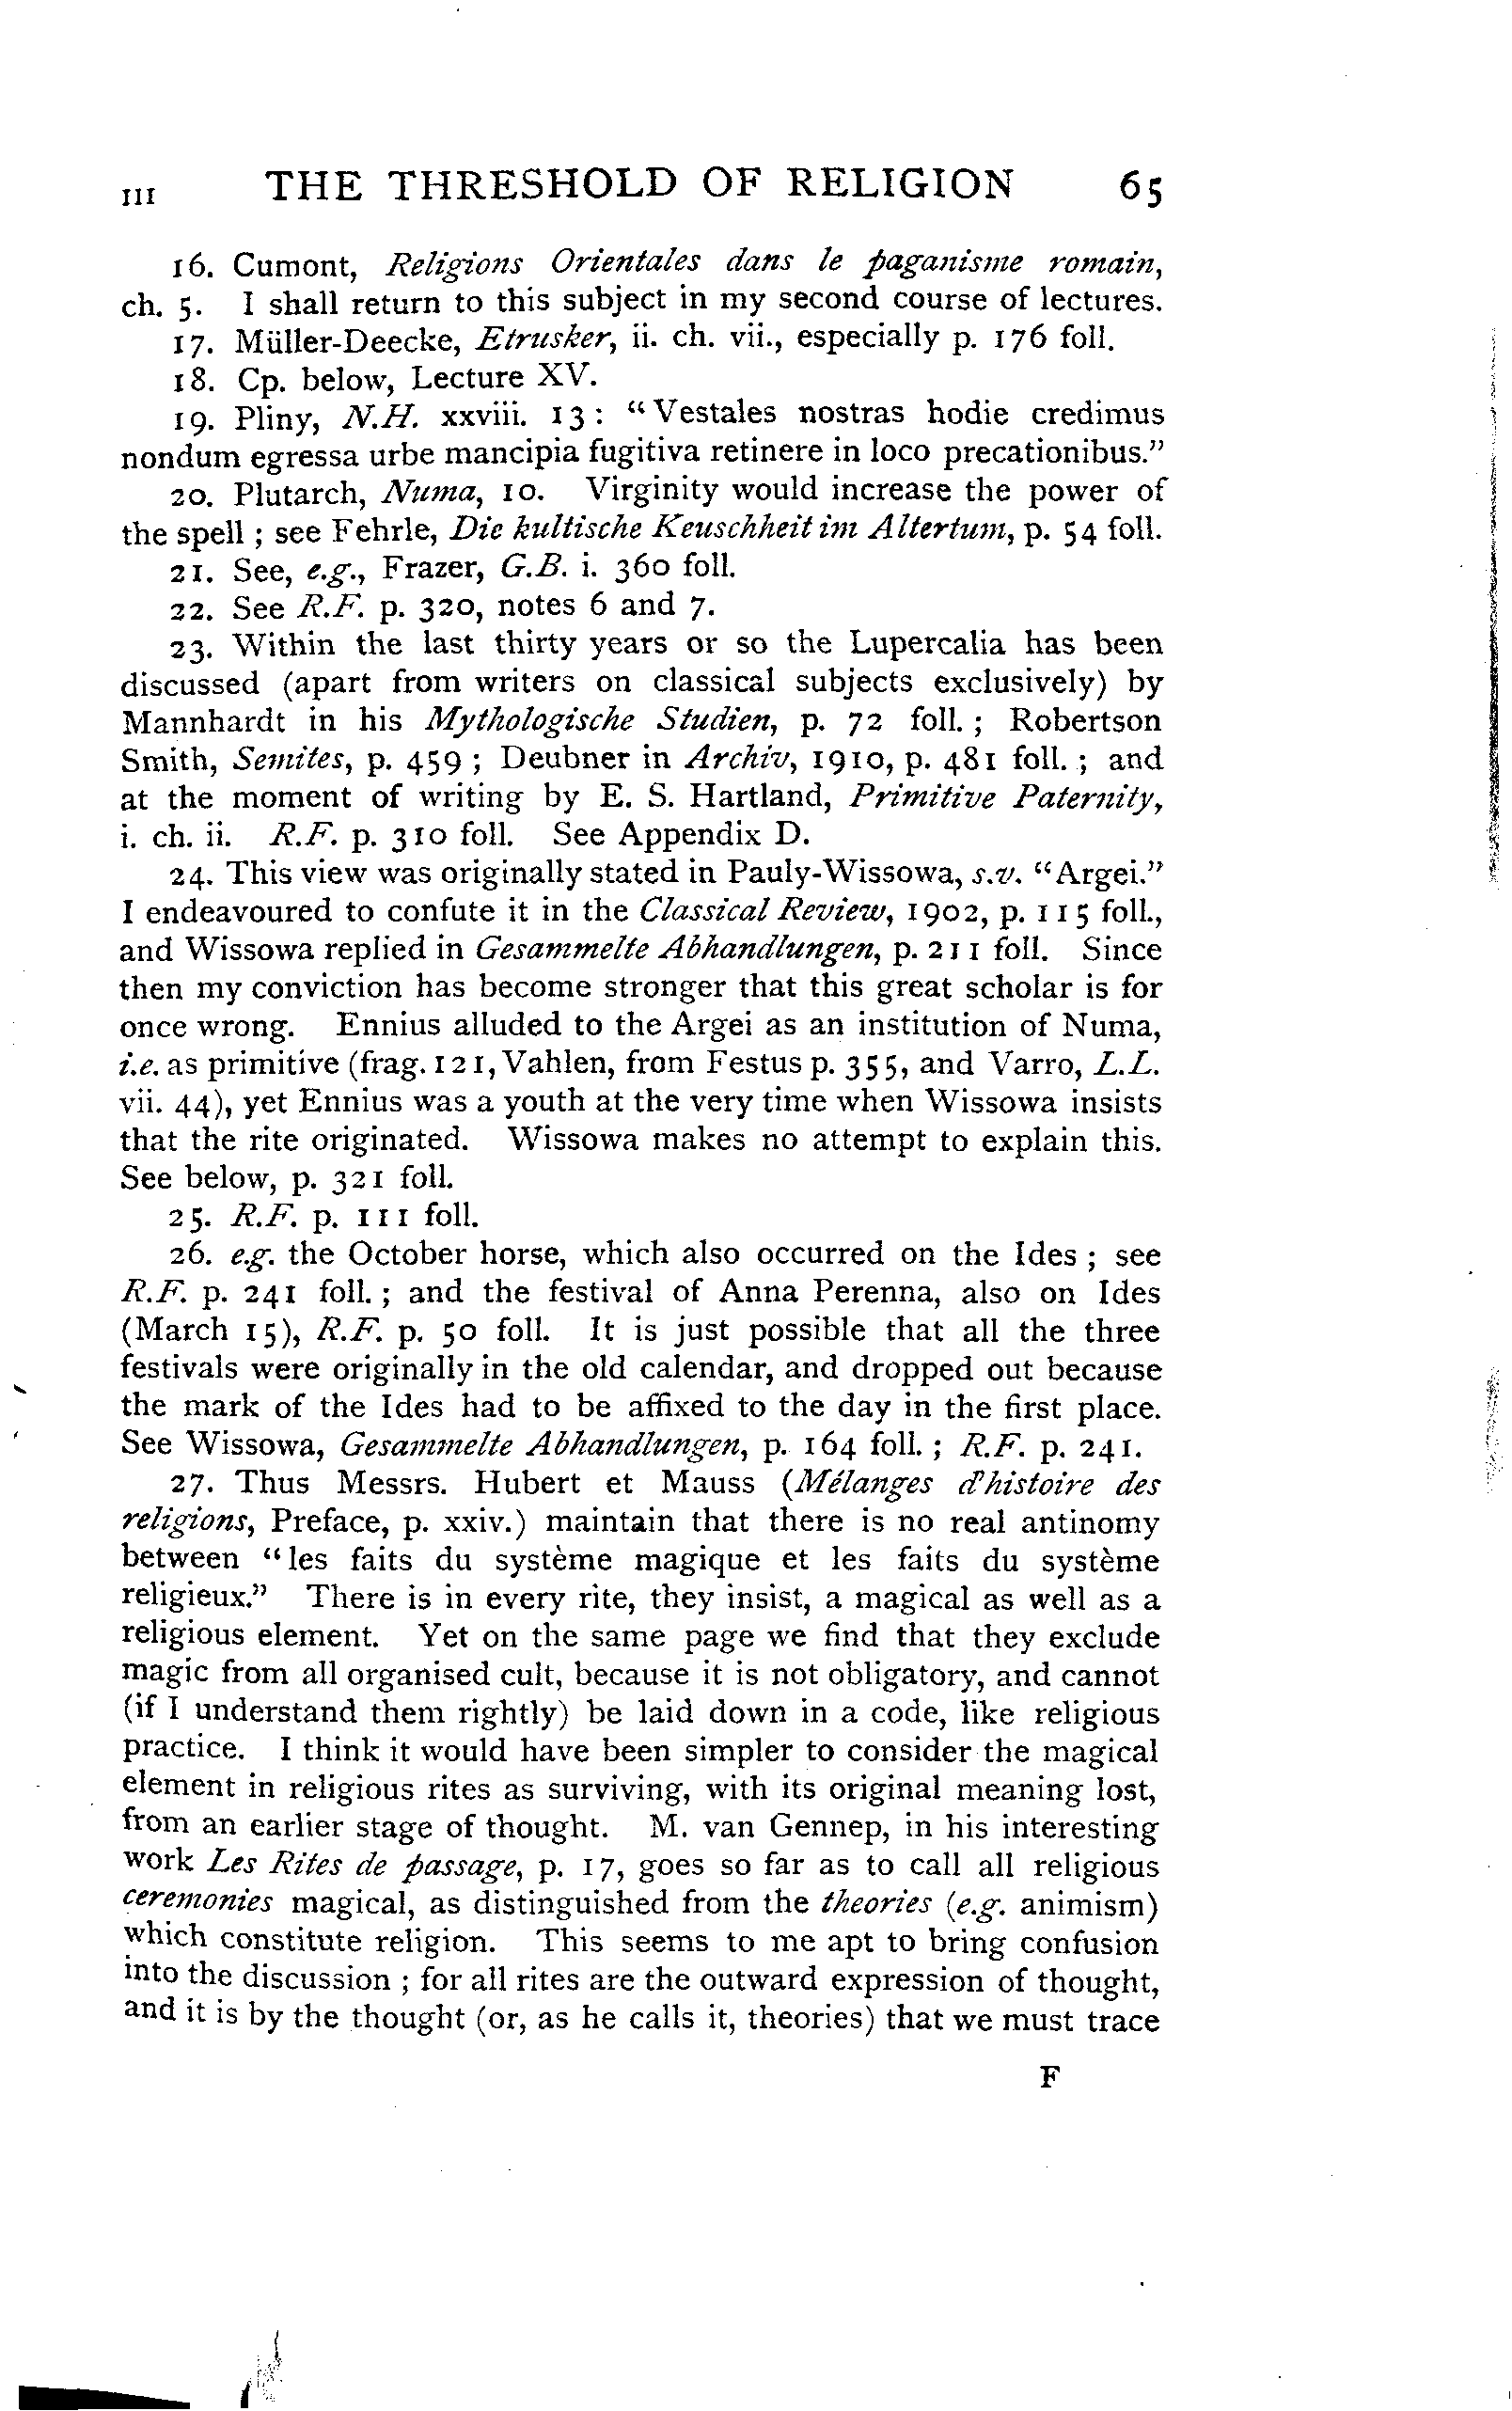 III THE THRESHOLD OF RELIGION 65
16. Cumont, Religions Orientales dans le paganisme romain,
ch. 5. I shall return to this subject in my second course of lectures.
17. Müller-Deecke, Etrusker, ii. ch. vii., especially p. 176 foll.
18. Cp. below, Lecture XV.
19. Pliny, N.H. xxviii. 13: "Vestales nostras hodie credimus
nondum egressa urbe mancipia fugitiva retinere in loco precationibus."
20. Plutarch, Numa, 10. Virginity would increase the power of
the spell ; see Fehrle, Die kultische Keuschheit im Altertum, p. 54 foll.
21. See, e.g., Frazer, G.B. i. 360 foll.
22. See R.F. p. 320, notes 6 and 7.
23. Within the last thirty years or so the Lupercalia has been
discussed (apart from writers on classical subjects exclusively) by
Mannhardt in his Mythologische Studien, p. 72 foll. ; Robertson
Smith, Semites, p. 459 ; Deubner in Archiv, 1910, p. 481 foll. ; and
at the moment of writing by E. S. Hartland, Primitive Paternity,
i. ch. ii. R.F. p. 310 foll. See Appendix D.
24. This view was originally stated in Pauly-Wissowa, s.v. "Argei."
I endeavoured to confute it in the Classical Review, 1902, p. 115 foll.,
and Wissowa replied in Gesammelte Abhandlungen, p. 211 foll. Since
then my conviction has become stronger that this great scholar is for
once wrong. Ennius alluded to the Argei as an institution of Numa,
i.e. as primitive (frag. 121, Vahlen, from Festus p. 355, and Varro, L.L.
vii. 44), yet Ennius was a youth at the very time when Wissowa insists
that the rite originated. Wissowa makes no attempt to explain this.
See below, p. 321 foll.
25. R.F. p. 111 foll.
26. e.g. the October horse, which also occurred on the Ides ; see
R.F. p. 241 foll. ; and the festival of Anna Perenna, also on Ides
(March 15), R.F. p. 50 foll. It is just possible that all the three
festivals were originally in the old calendar, and dropped out because
the mark of the Ides had to be affixed to the day in the first place.
See Wissowa, Gesammelte Abhandlungen, p. 164 foll. ; R.F. p. 241.
27. Thus Messrs. Hubert et Mauss (Mélanges d'histoire des
religions, Preface, p. xxiv.) maintain that there is no real antinomy
between "les faits du système magique et les faits du système
religieux." There is in every rite, they insist, a magical as well as a
religious element. Yet on the same page we find that they exclude
magic from all organised cult, because it is not obligatory, and cannot
(if I understand them rightly) be laid down in a code, like religious
practice. I think it would have been simpler to consider the magical
element in religious rites as surviving, with its original meaning lost,
from an earlier stage of thought. M. van Gennep, in his interesting
work Les Rites de passage, p. 17, goes so far as to call all religious
ceremonies magical, as distinguished from the theories (e.g. animism)
which constitute religion. This seems to me apt to bring confusion
into the discussion ; for all rites are the outward expression of thought,
and it is by the thought (or, as he calls it, theories) that we must trace
F